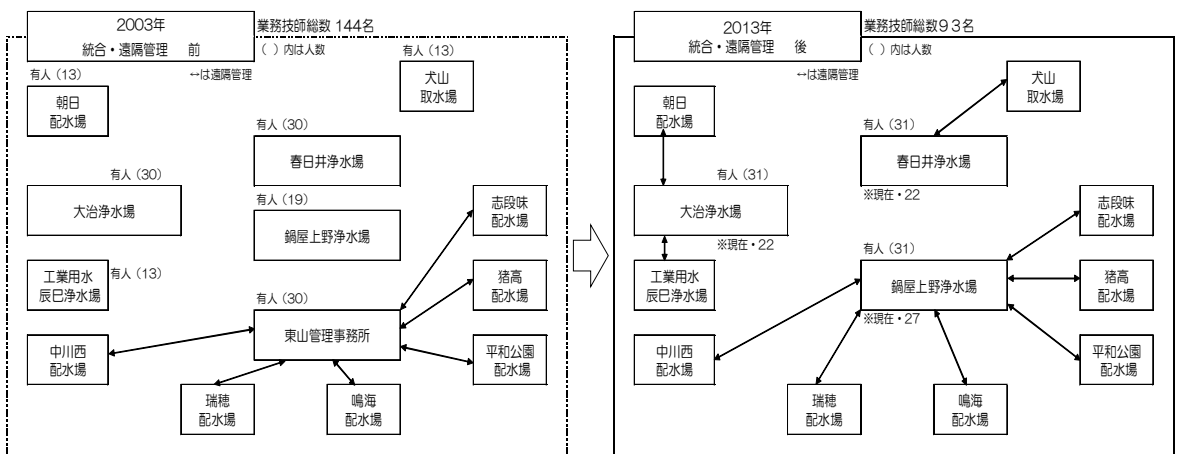 2003年
統合・遠隔管理 前
業務技師総数 144名
( )内は人数
↔は遠隔管理
有人 (13)
朝日
配水場
有人 (13)
犬山
取水場
有人 (30)
春日井浄水場
有人 (30)
大治浄水場
有人 (19)
鍋屋上野浄水場
志段味
配水場
工業用水
辰巳浄水場
有人 (13)
有人 (30)
東山管理事務所
猪高
配水場
中川西
配水場
平和公園
配水場
瑞穂
配水場
鳴海
配水場
2013年
統合・遠隔管理 後
業務技師総数93名
( )内は人数
↔は遠隔管理
朝日
配水場
犬山
取水場
有人 (31)
春日井浄水場
※現在・22
有人 (31)
大治浄水場
※現在・22
志段味
配水場
工業用水
辰巳浄水場
有人 (31)
鍋屋上野浄水場
※現在・27
猪高
配水場
中川西
配水場
平和公園
配水場
瑞穂
配水場
鳴海
配水場